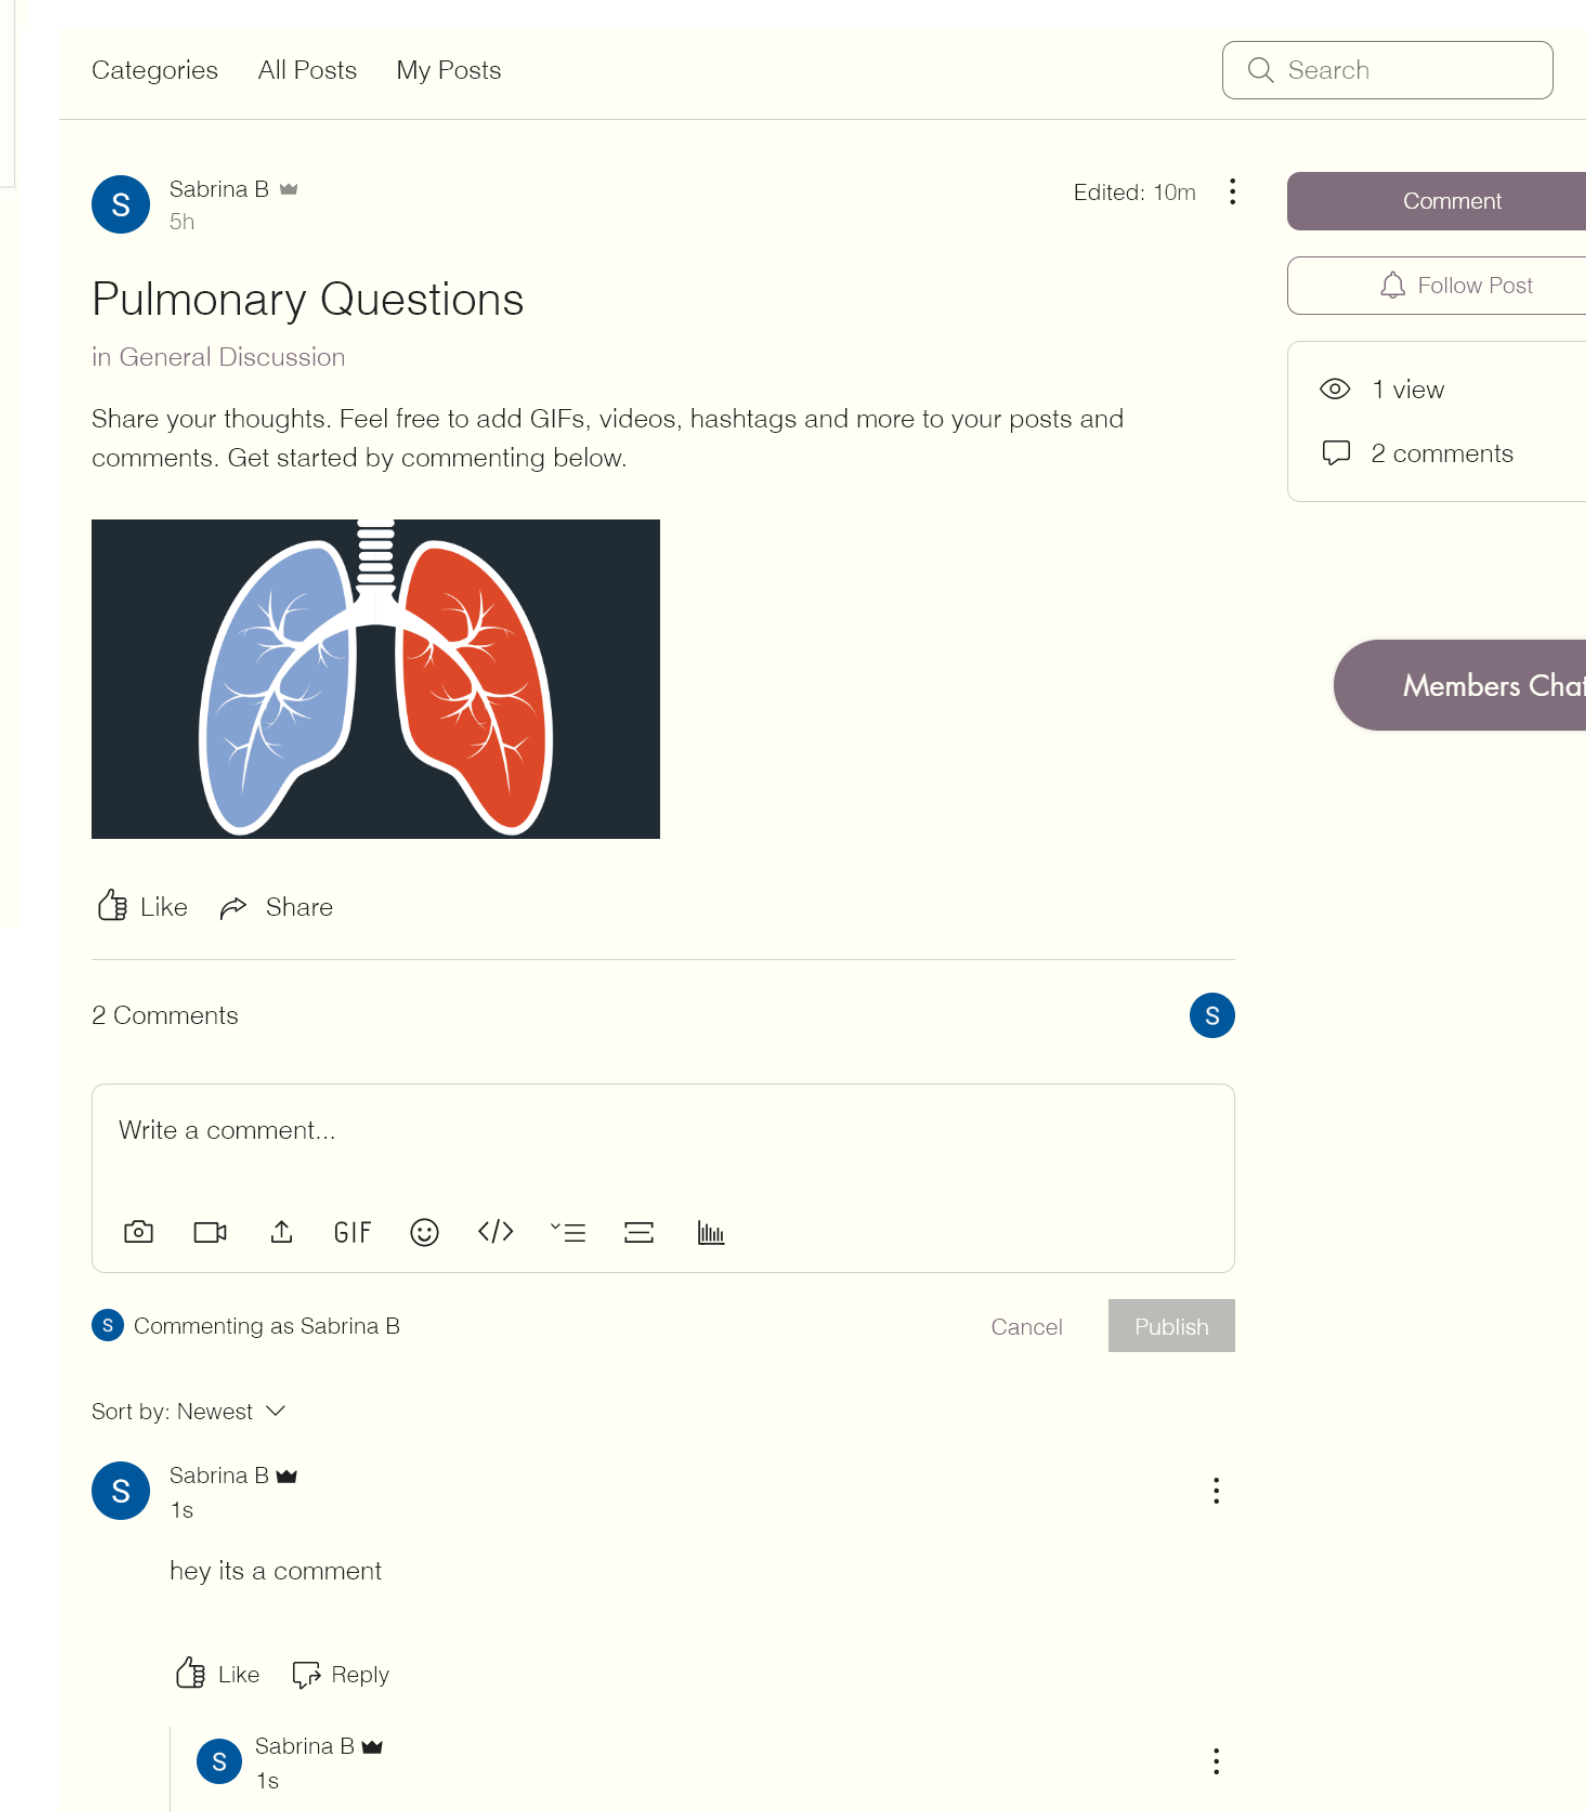 Categories All Posts My Posts
Search
S
Sabrina B
5h
Edited: 10m
Comment
Follow Post
Pulmonary Questions
in General Discussion
1 view
2 comments
Share your thoughts. Feel free to add GIFs, videos, hashtags and more to your posts and
comments. Get started by commenting below.
Members Chat
Like Share
2 Comments
S
Write a comment...
GIF
S
Commenting as Sabrina B
Cancel
Publish
Sort by: Newest
S
Sabrina B
1s
hey its a comment
Like Reply
S
Sabrina B
1s